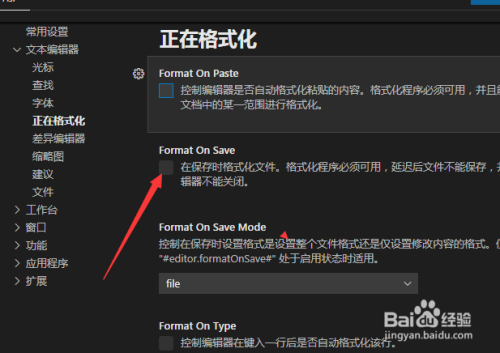 常用设置
文本编辑器
光标
查找
字体
正在格式化
差异编辑器
缩略图
建议
文件
工作台
窗口
功能
应用程序
扩展
正在格式化
Format On Paste
控制编辑器是否自动格式化粘贴的内容。格式化程序必须可用，并且能
文档中的某一范围进行格式化。
Format On Save
在保存时格式化文件。格式化程序必须可用，延迟后文件不能保存，并
辑器不能关闭。
Format On Save Mode
控制在保存时设置格式是设置整个文件格式还是仅设置修改内容的格式。仅
"#editor.formatOnSave#" 处于启用状态时适用。
file
Format On Type
控制编辑器在键入一行后是否自动格式化该行。
Baidu经验
jingyan.baidu.com